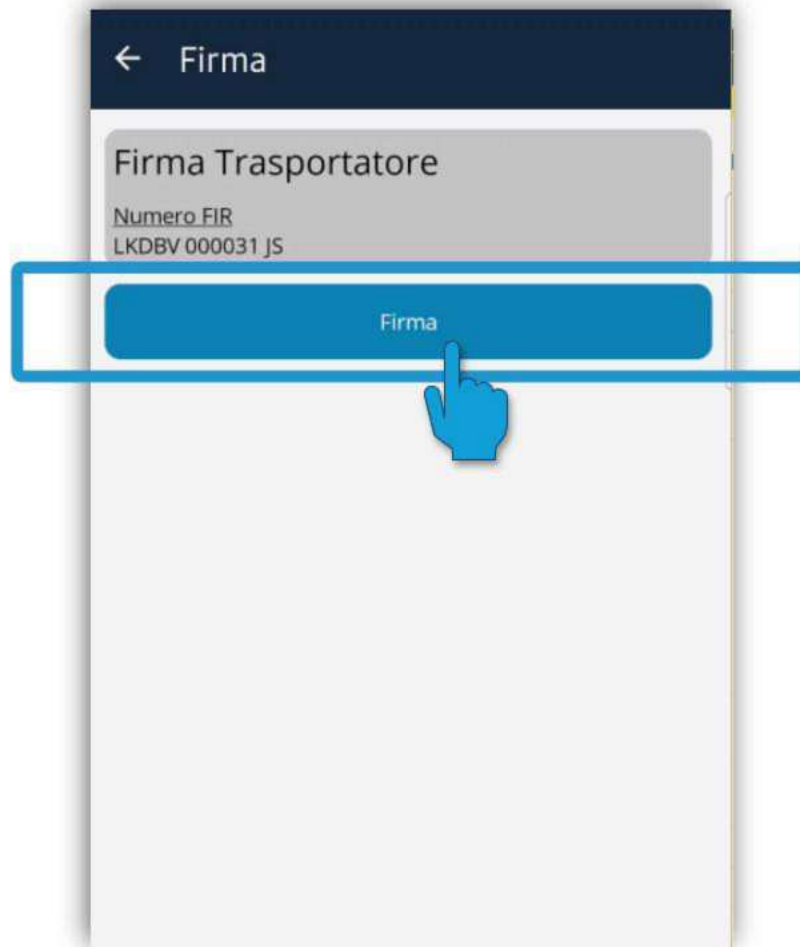 Firma
Firma Trasportatore
Numero FIR
LKDBV 000031 JS
Firma